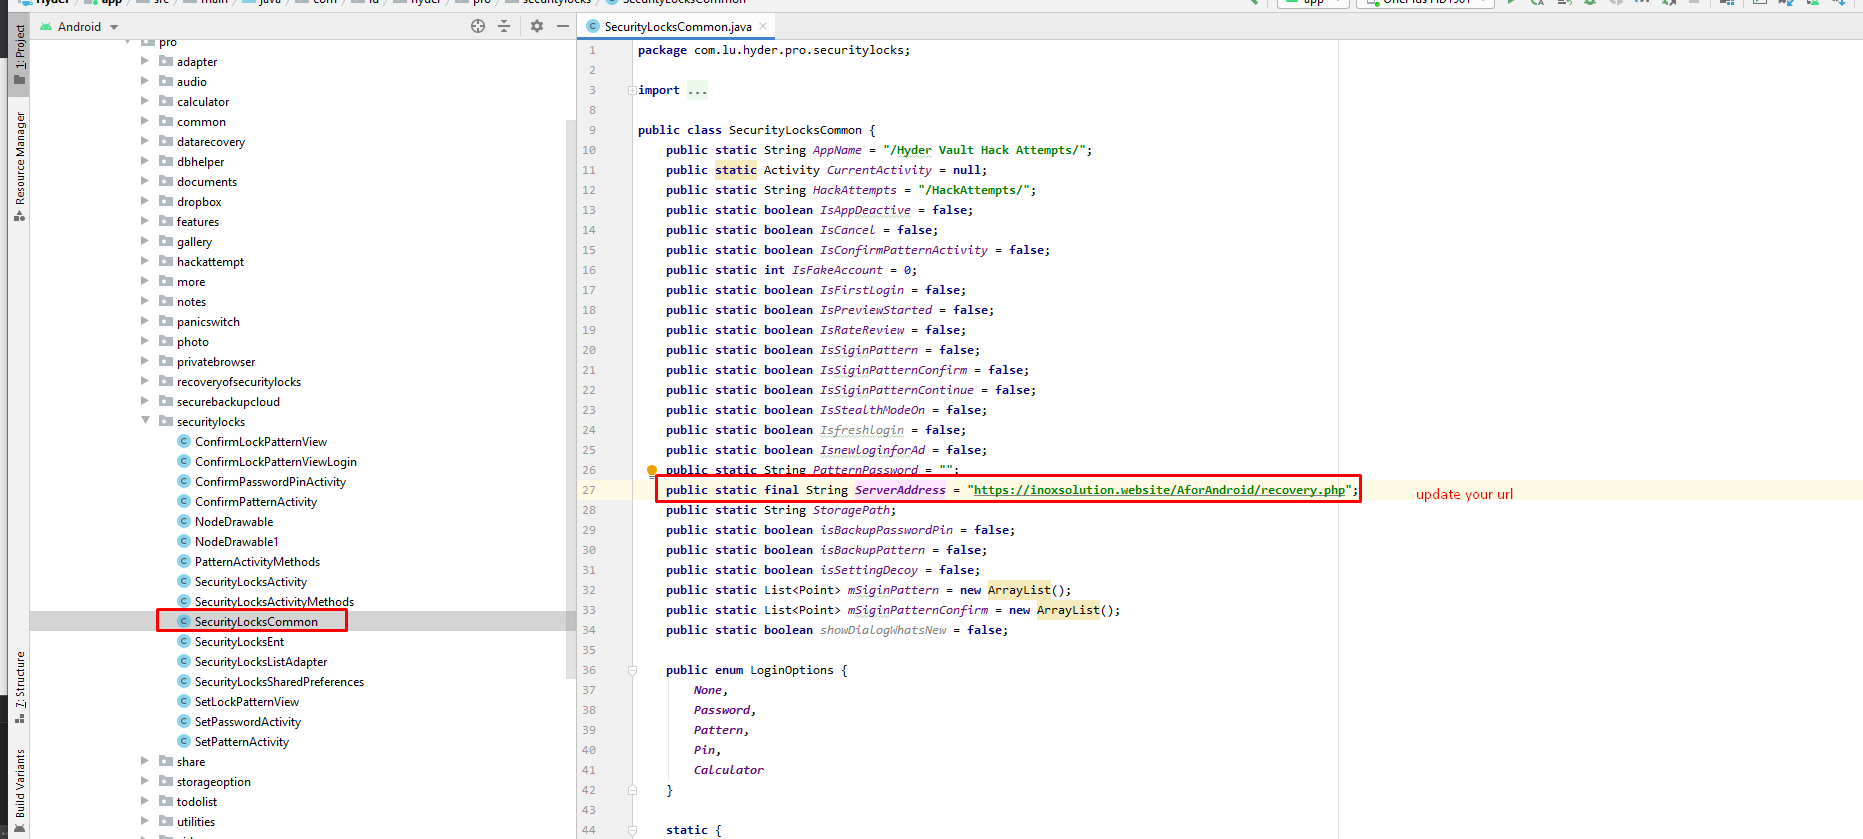 Hyder app src main java com lu hyder pro securitylocks SecurityLocksCommon app OnePlus HD1901
Android
SecurityLocksCommon.java
1: Project
Resource Manager
7: Structure
Build Variants
pro
adapter
audio
calculator
common
datarecovery
dbhelper
documents
dropbox
features
gallery
hackattempt
more
notes
panicswitch
photo
privatebrowser
recoveryofsecuritylocks
securebackupcloud
securitylocks
ConfirmLockPatternView
ConfirmLockPatternViewLogin
ConfirmPasswordPinActivity
ConfirmPatternActivity
NodeDrawable
NodeDrawable1
PatternActivityMethods
SecurityLocksActivity
SecurityLocksActivityMethods
SecurityLocksCommon
SecurityLocksEnt
SecurityLocksListAdapter
SecurityLocksSharedPreferences
SetLockPatternView
SetPasswordActivity
SetPatternActivity
share
storageoption
todolist
utilities
1 package com.lu.hyder.pro.securitylocks;
2
3 import ...
8
9 public class SecurityLocksCommon {
10 public static String AppName = "/Hyder Vault Hack Attempts/";
11 public static Activity CurrentActivity = null;
12 public static String HackAttempts = "/HackAttempts/";
13 public static boolean IsAppDeactive = false;
14 public static boolean IsCancel = false;
15 public static boolean IsConfirmPatternActivity = false;
16 public static int IsFakeAccount = 0;
17 public static boolean IsFirstLogin = false;
18 public static boolean IsPreviewStarted = false;
19 public static boolean IsRateReview = false;
20 public static boolean IsSiginPattern = false;
21 public static boolean IsSiginPatternConfirm = false;
22 public static boolean IsSiginPatternContinue = false;
23 public static boolean IsStealthModeOn = false;
24 public static boolean Isfreshlogin = false;
25 public static boolean IsnewloginforAd = false;
26 public static String PatternPassword = "";
27 public static final String ServerAddress = "https://inoxsolution.website/AforAndroid/recovery.php"; update your url
28 public static String StoragePath;
29 public static boolean isBackupPasswordPin = false;
30 public static boolean isBackupPattern = false;
31 public static boolean isSettingDecoy = false;
32 public static List<Point> mSiginPattern = new ArrayList();
33 public static List<Point> mSiginPatternConfirm = new ArrayList();
34 public static boolean showDialogWhatsNew = false;
35
36 public enum LoginOptions {
37 None,
38 Password,
39 Pattern,
40 Pin,
41 Calculator
42 }
43
44 static {